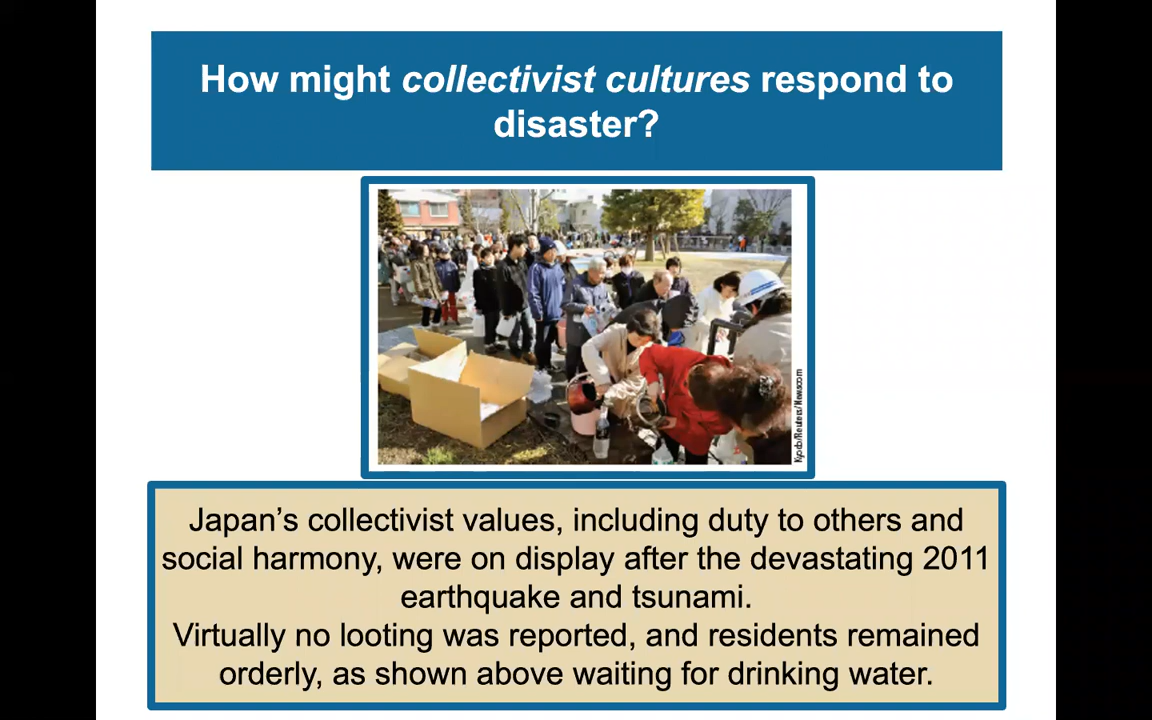 How might collectivist cultures respond to
disaster?
Kyodo/Reuters/Newscom
Japan’s collectivist values, including duty to others and
social harmony, were on display after the devastating 2011
earthquake and tsunami.
Virtually no looting was reported, and residents remained
orderly, as shown above waiting for drinking water.